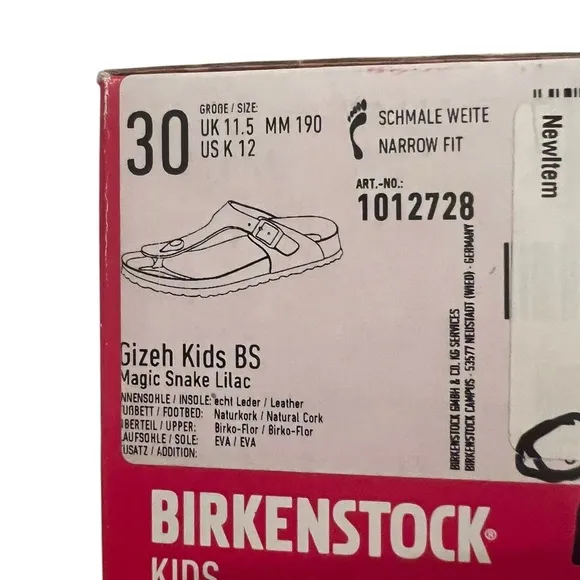 30
GRÖßE / SIZE:
UK 11.5 MM 190
US K 12
SCHMALE WEITE
NARROW FIT
ART.-NO.:
1012728
NewItem
Gizeh Kids BS
Magic Snake Lilac
NNENSOHLE / INSOLE: echt Leder / Leather
FUßBETT / FOOTBED: Naturkork / Natural Cork
OBERTEIL / UPPER: Birko-Flor / Birko-Flor
LAUFSOHLE / SOLE: EVA / EVA
ZUSATZ / ADDITION:
BIRKENSTOCK GMBH & CO. KG SERVICES
BIRKENSTOCK CAMPUS · 53577 NEUSTADT (WIED) · GERMANY
BIRKENSTOCK®
KIDS